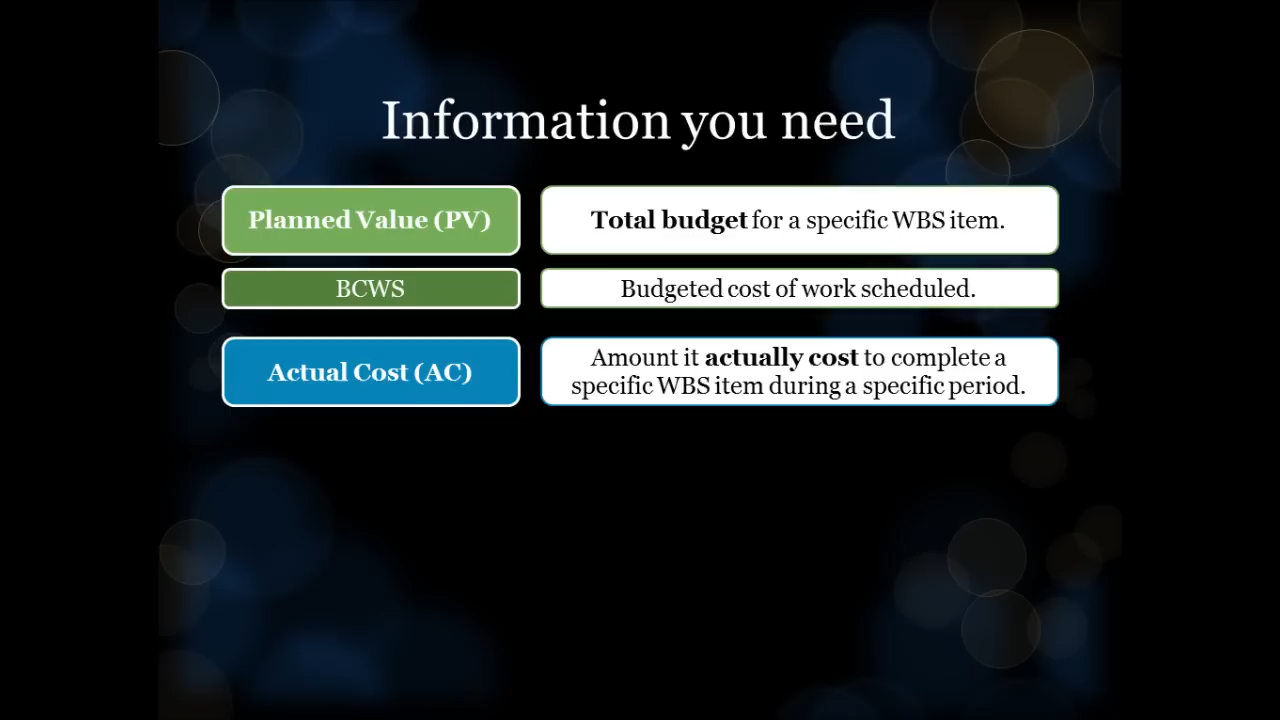 Information you need
Planned Value (PV)
Total budget for a specific WBS item.
BCWS
Budgeted cost of work scheduled.
Actual Cost (AC)
Amount it actually cost to complete a
specific WBS item during a specific period.